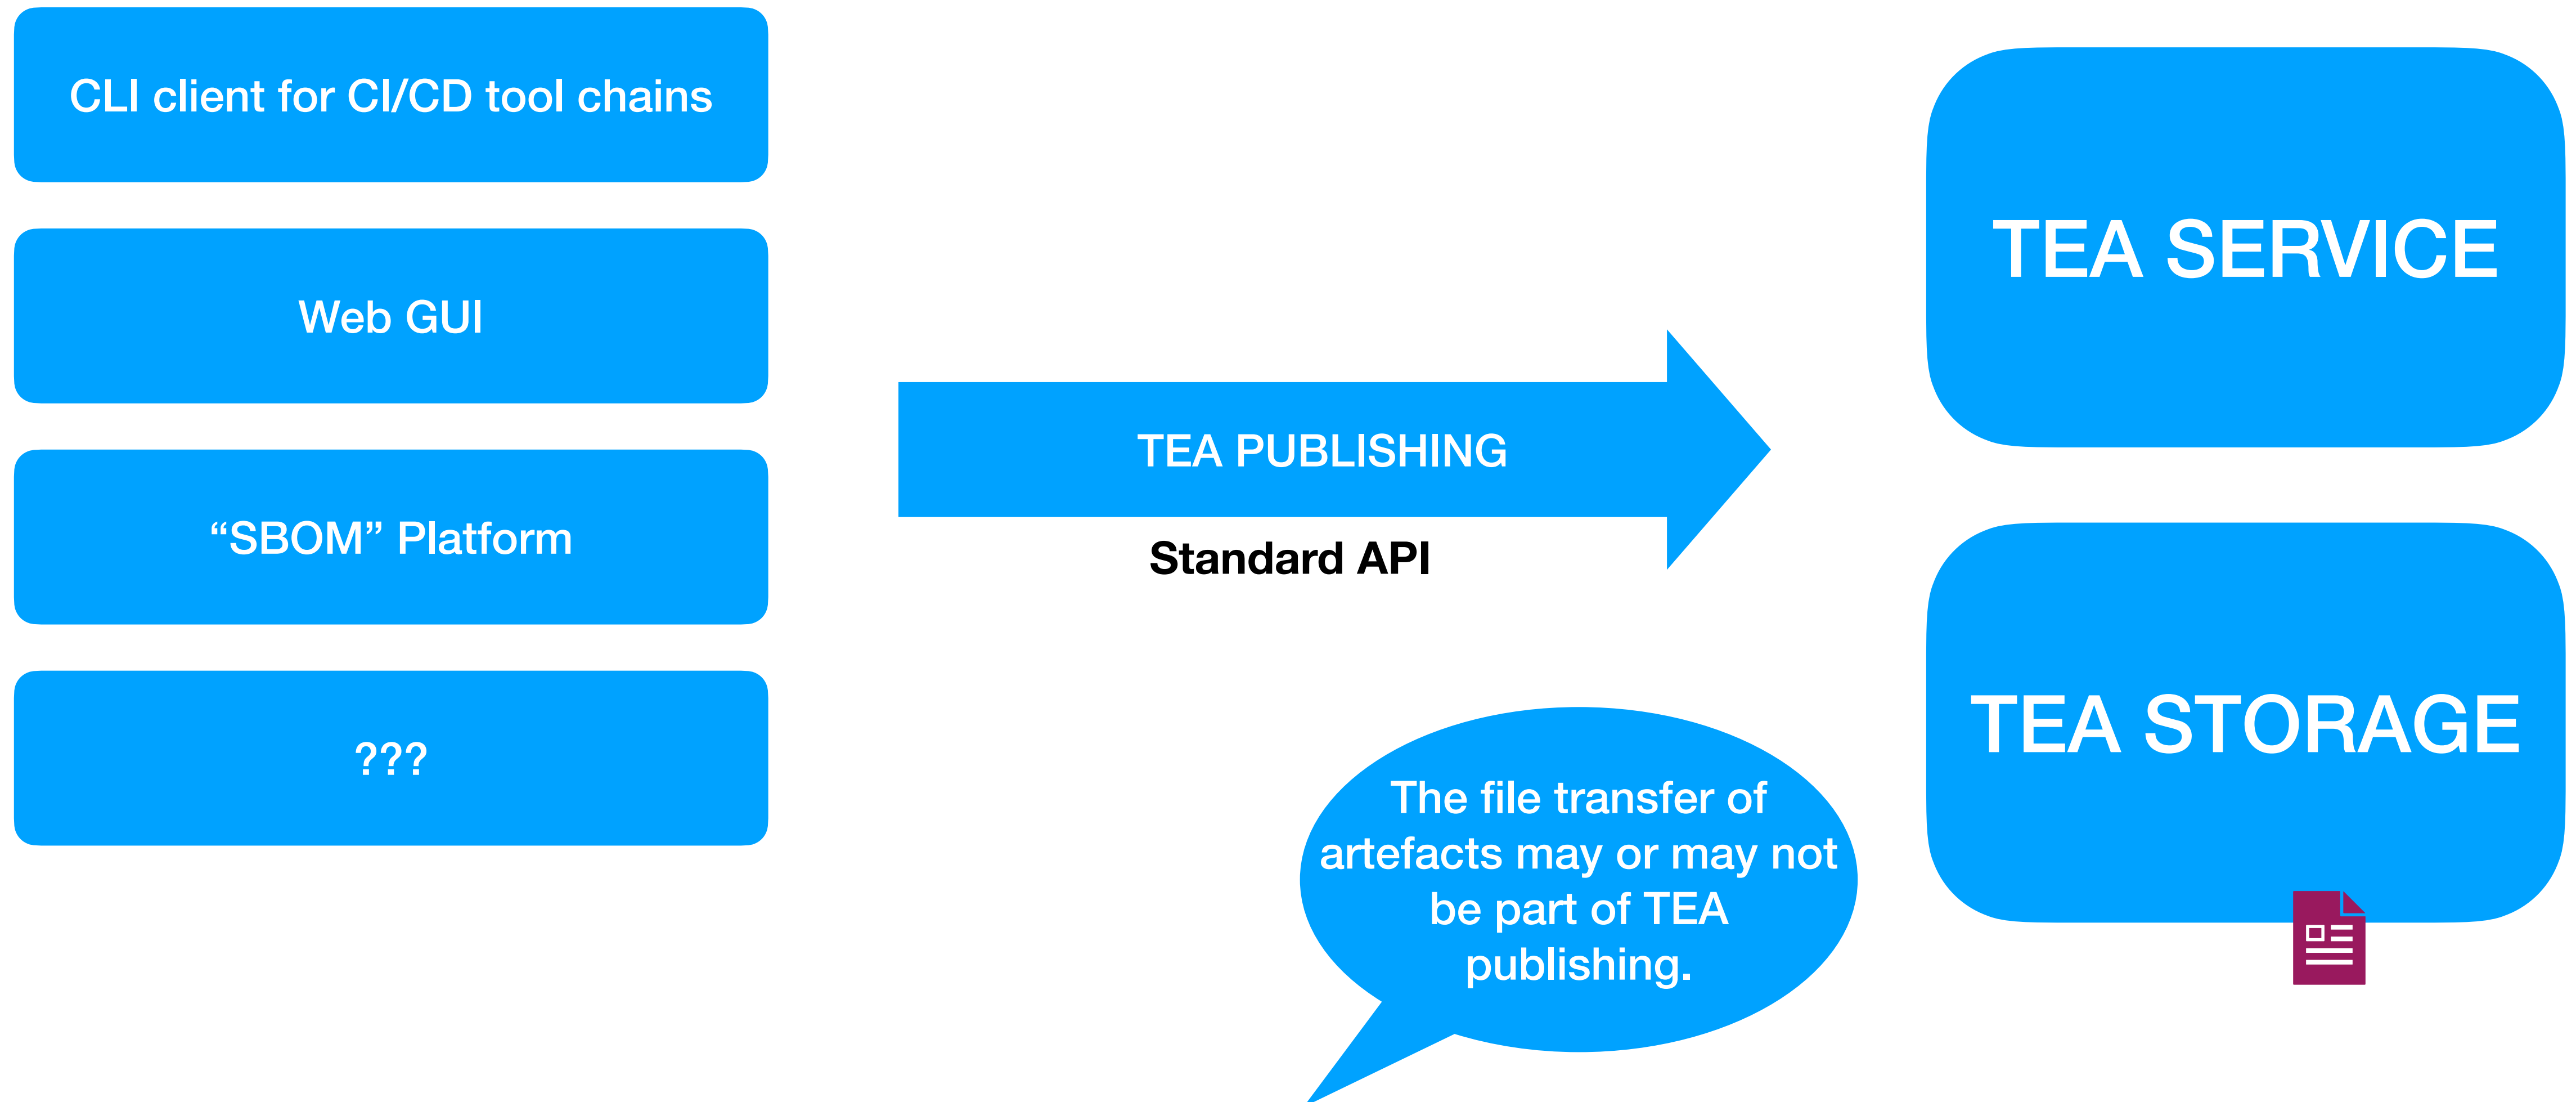 CLI client for CI/CD tool chains
Web GUI
“SBOM” Platform
???
TEA PUBLISHING
Standard API
The file transfer of
artefacts may or may not
be part of TEA
publishing.
TEA SERVICE
TEA STORAGE